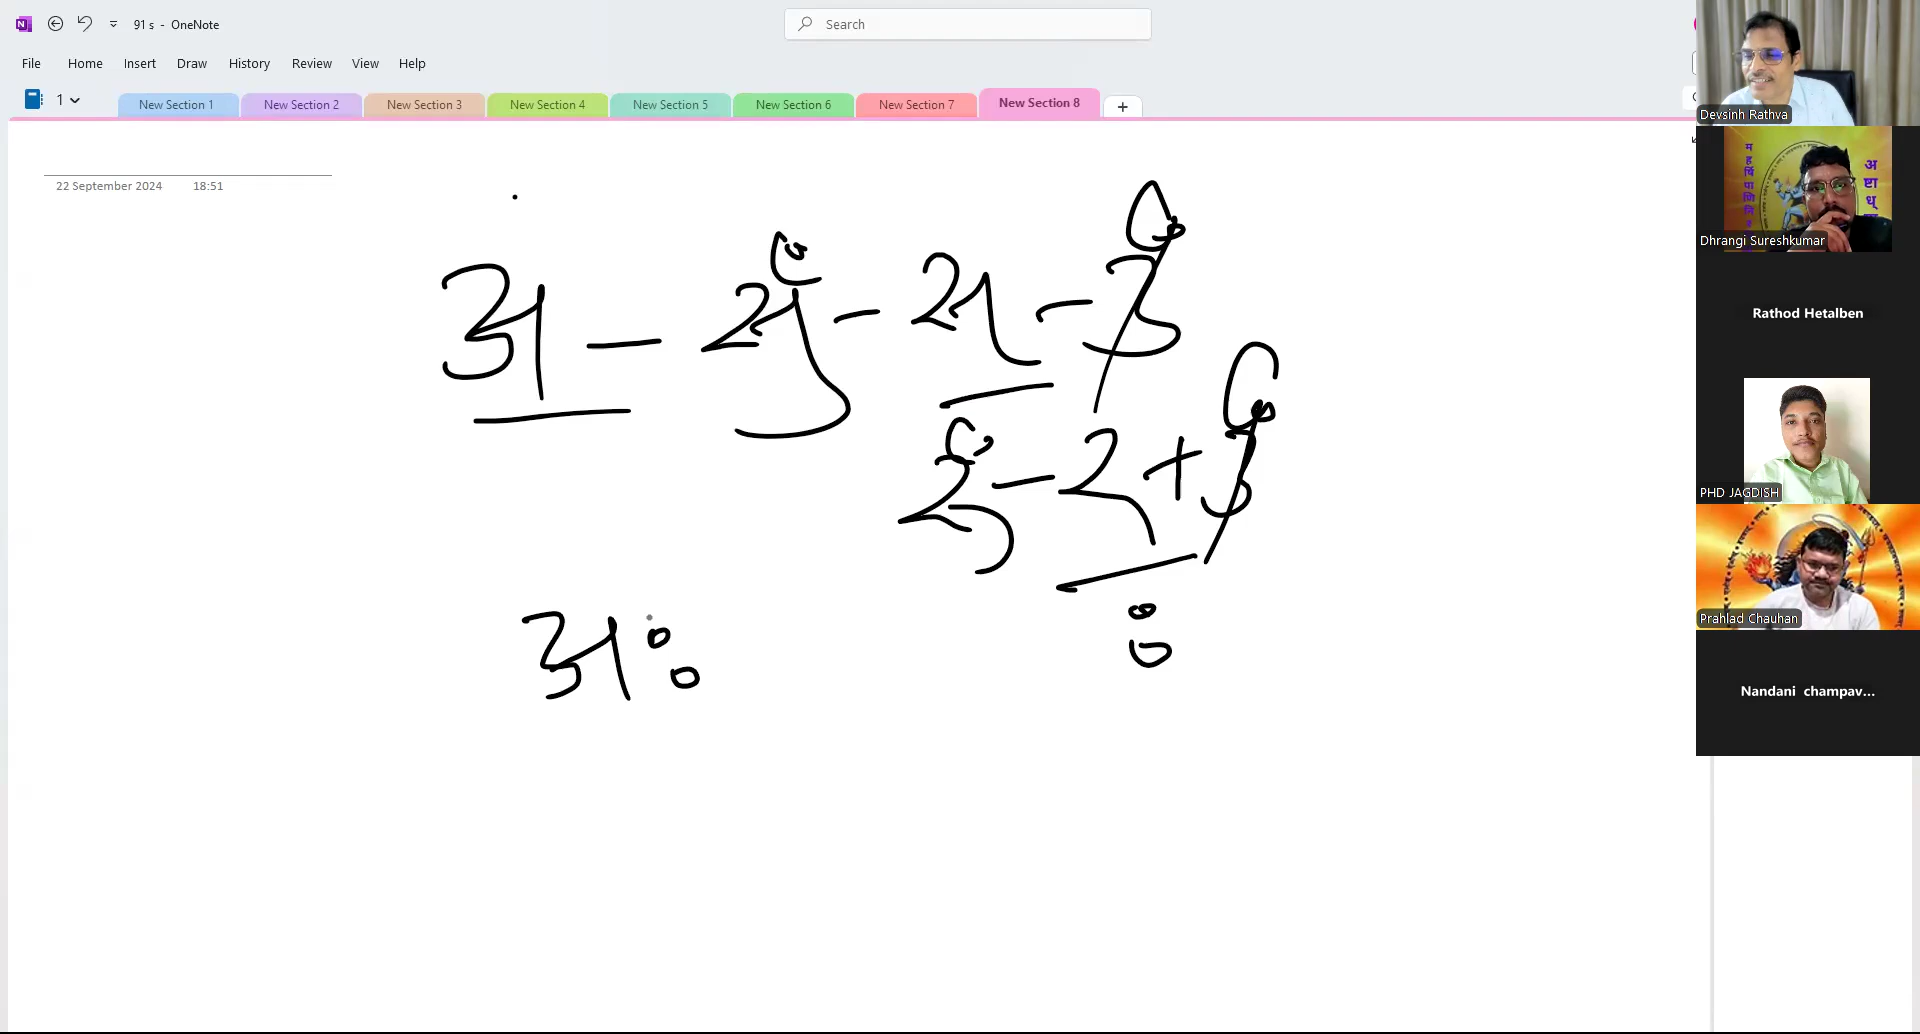 91 s - OneNote
Search
File Home Insert Draw History Review View Help
1
New Section 1 New Section 2 New Section 3 New Section 4 New Section 5 New Section 6 New Section 7 New Section 8 +
22 September 2024 18:51
अ — सुँ - स् - उँ
रुँ - र् + उँ
ः
अः
Devsinh Rathva
Dhrangi Sureshkumar
Rathod Hetalben
PHD JAGDISH
Prahlad Chauhan
Nandani champav...